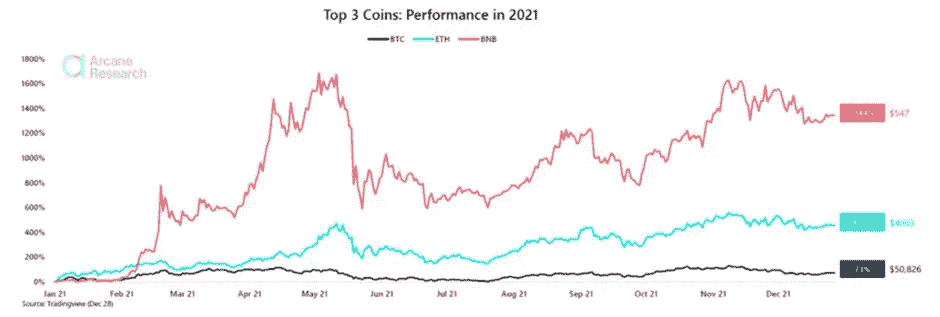 Top 3 Coins: Performance in 2021
BTC ETH BNB
Arcane
Research
1800%
1600%
1400%
1200%
1000%
800%
600%
400%
200%
0%
$547
$50,826
Jan 21 Feb 21 Mar 21 Apr 21 May 21 Jun 21 Jul 21 Aug 21 Sep 21 Oct 21 Nov 21 Dec 21
Source: Tradingview (Dec 28)